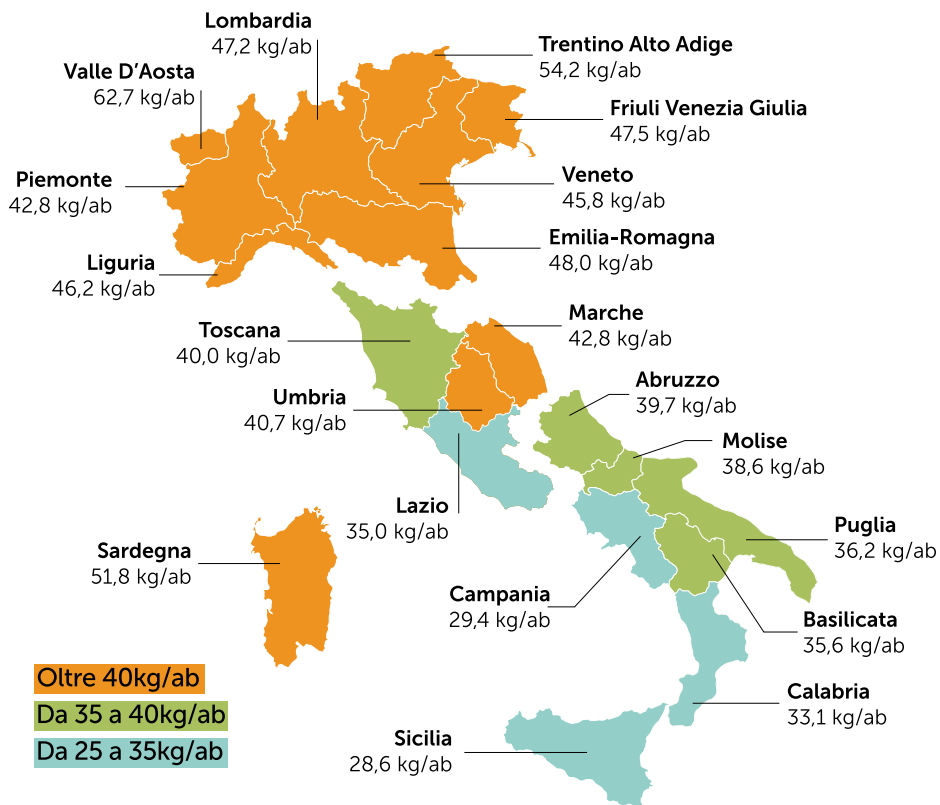 Lombardia
47,2 kg/ab
Trentino Alto Adige
54,2 kg/ab
Valle D’Aosta
62,7 kg/ab
Friuli Venezia Giulia
47,5 kg/ab
Piemonte
42,8 kg/ab
Veneto
45,8 kg/ab
Emilia-Romagna
48,0 kg/ab
Liguria
46,2 kg/ab
Marche
42,8 kg/ab
Toscana
40,0 kg/ab
Abruzzo
39,7 kg/ab
Umbria
40,7 kg/ab
Molise
38,6 kg/ab
Lazio
35,0 kg/ab
Puglia
36,2 kg/ab
Sardegna
51,8 kg/ab
Campania
29,4 kg/ab
Basilicata
35,6 kg/ab
Calabria
33,1 kg/ab
Sicilia
28,6 kg/ab
Oltre 40kg/ab
Da 35 a 40kg/ab
Da 25 a 35kg/ab